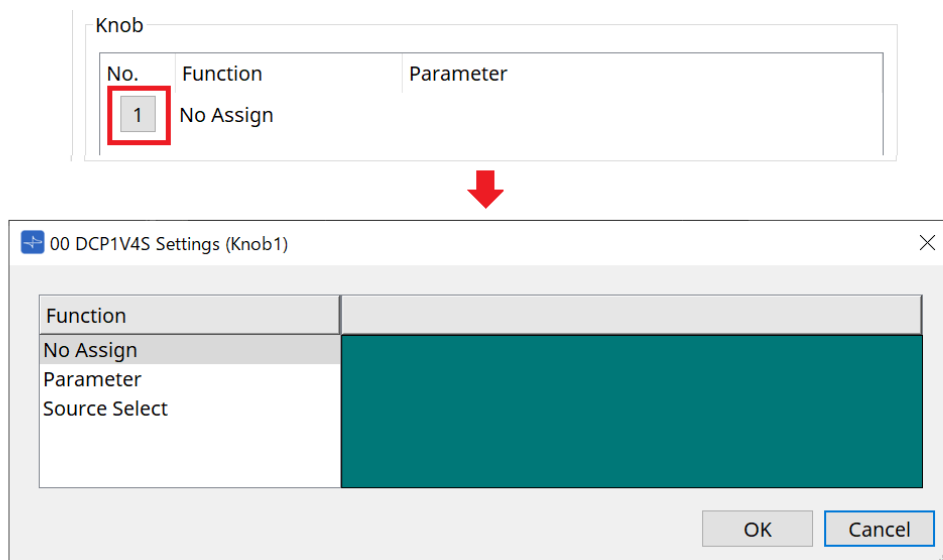 Knob
No. Function Parameter
1 No Assign
00 DCP1V4S Settings (Knob1)
Function
No Assign
Parameter
Source Select
OK Cancel